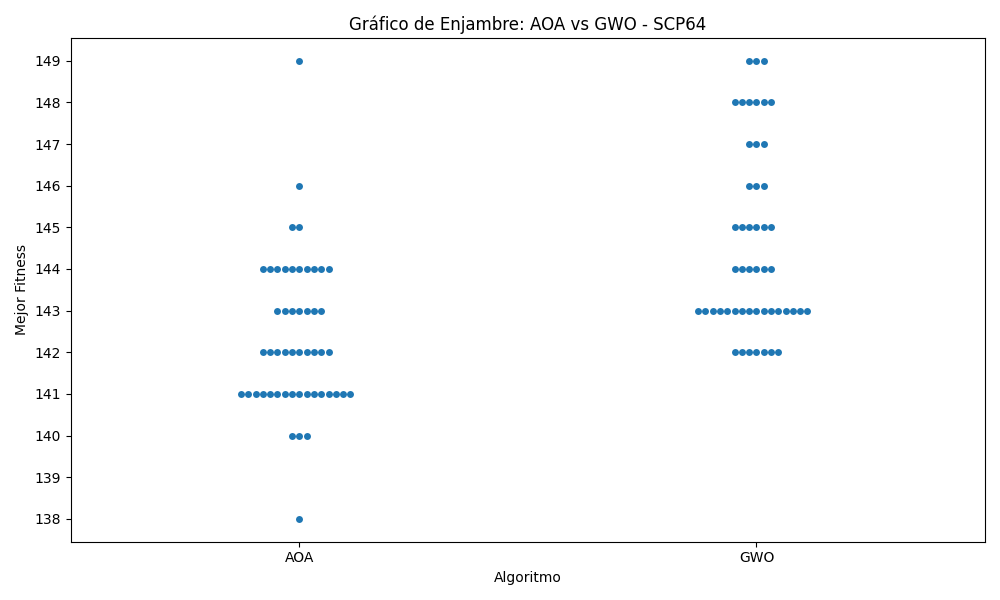 Gráfico de Enjambre: AOA vs GWO - SCP64
149
148
147
146
145
144
143
142
141
140
139
138
Mejor Fitness
AOA
GWO
Algoritmo